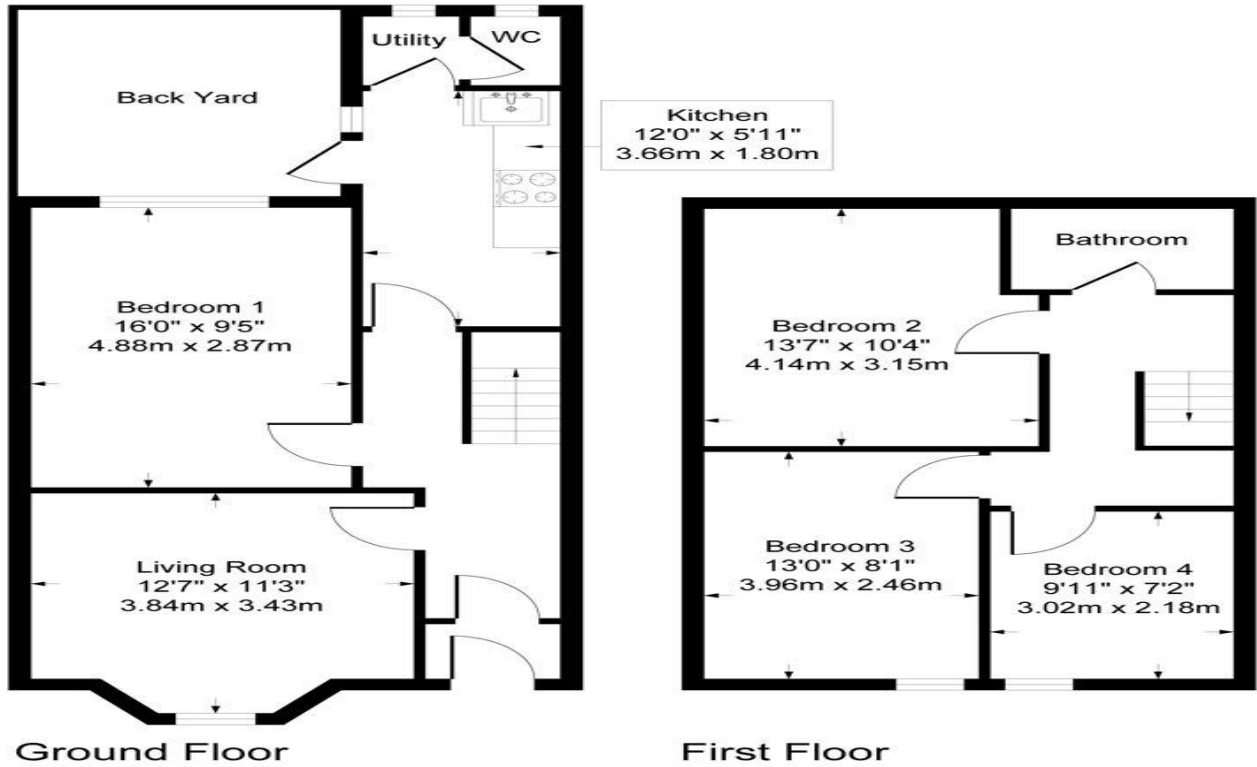 Utility
WC
Back Yard
Kitchen
12'0" x 5'11"
3.66m x 1.80m
Bedroom 1
16'0" x 9'5"
4.88m x 2.87m
Living Room
12'7" x 11'3"
3.84m x 3.43m
Ground Floor
Bathroom
Bedroom 2
13'7" x 10'4"
4.14m x 3.15m
Bedroom 3
13'0" x 8'1"
3.96m x 2.46m
Bedroom 4
9'11" x 7'2"
3.02m x 2.18m
First Floor